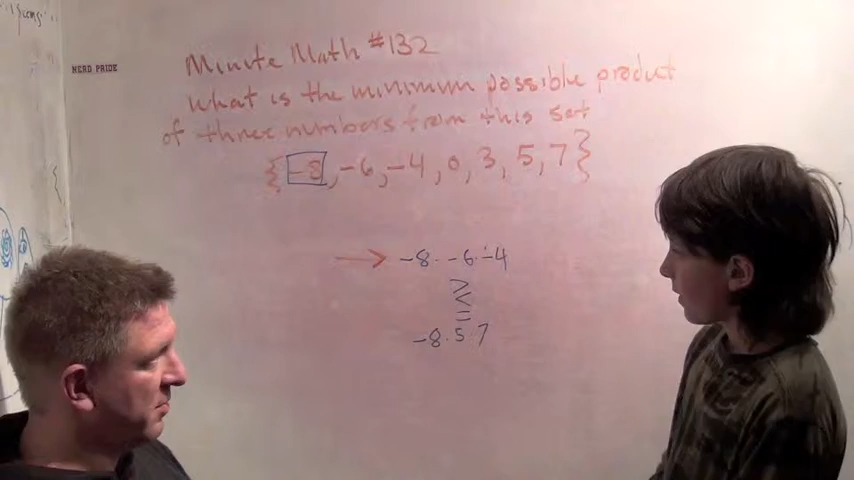 NERD PRIDE
Minute Math #132
What is the minimum possible product
of three numbers from this set
{-8, -6, -4, 0, 3, 5, 7}
→ -8 · -6 · -4
≥
≤
=
-8 · 5 · 7